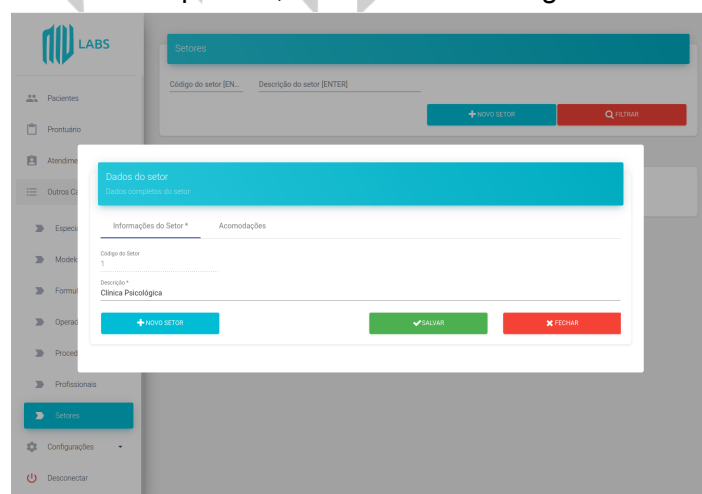 LABS
Setores
Código do setor [EN... Descrição do setor [ENTER]
NOVO SETOR FILTRAR
Pacientes
Prontuário
Atendime
Outros Ca
Especi
Model
Formul
Operad
Proced
Profissionais
Setores
Configurações
Desconectar
Dados do setor
Dados completos do setor
Informações do Setor * Acomodações
Código do Setor
1
Descrição *
Clínica Psicológica
NOVO SETOR SALVAR FECHAR